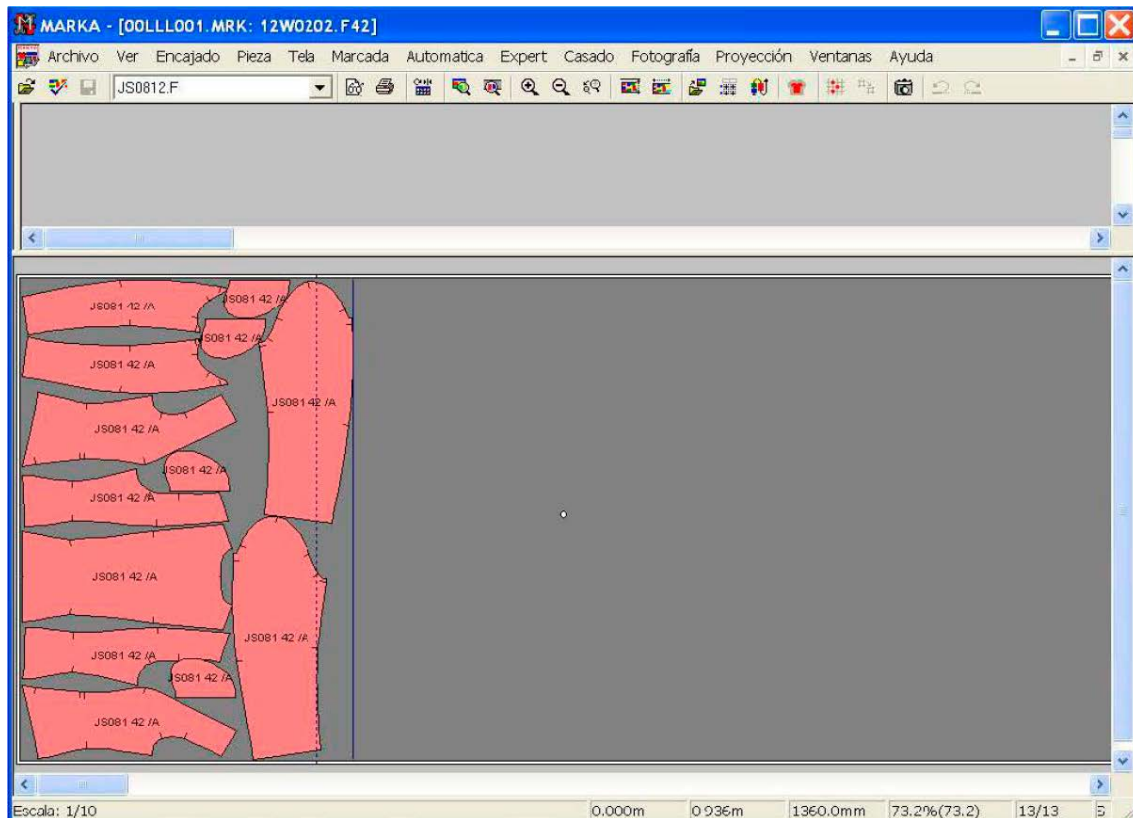 MARKA - [00LLL001.MRK: 12W0202.F42]
Archivo Ver Encajado Pieza Tela Marcada Automatica Expert Casado Fotografía Proyección Ventanas Ayuda
JS0812.F
JS081 42 /A
JS081 42 /A
JS081 42 /A
JS081 42 /A
JS081 42 /A
JS081 42 /A
JS081 42 /A
JS081 42 /A
JS081 42 /A
JS081 42 /A
JS081 42 /A
JS081 42 /A
JS081 42 /A
Escala: 1/10 0.000m 0.936m 1360.0mm 73.2%(73.2) 13/13